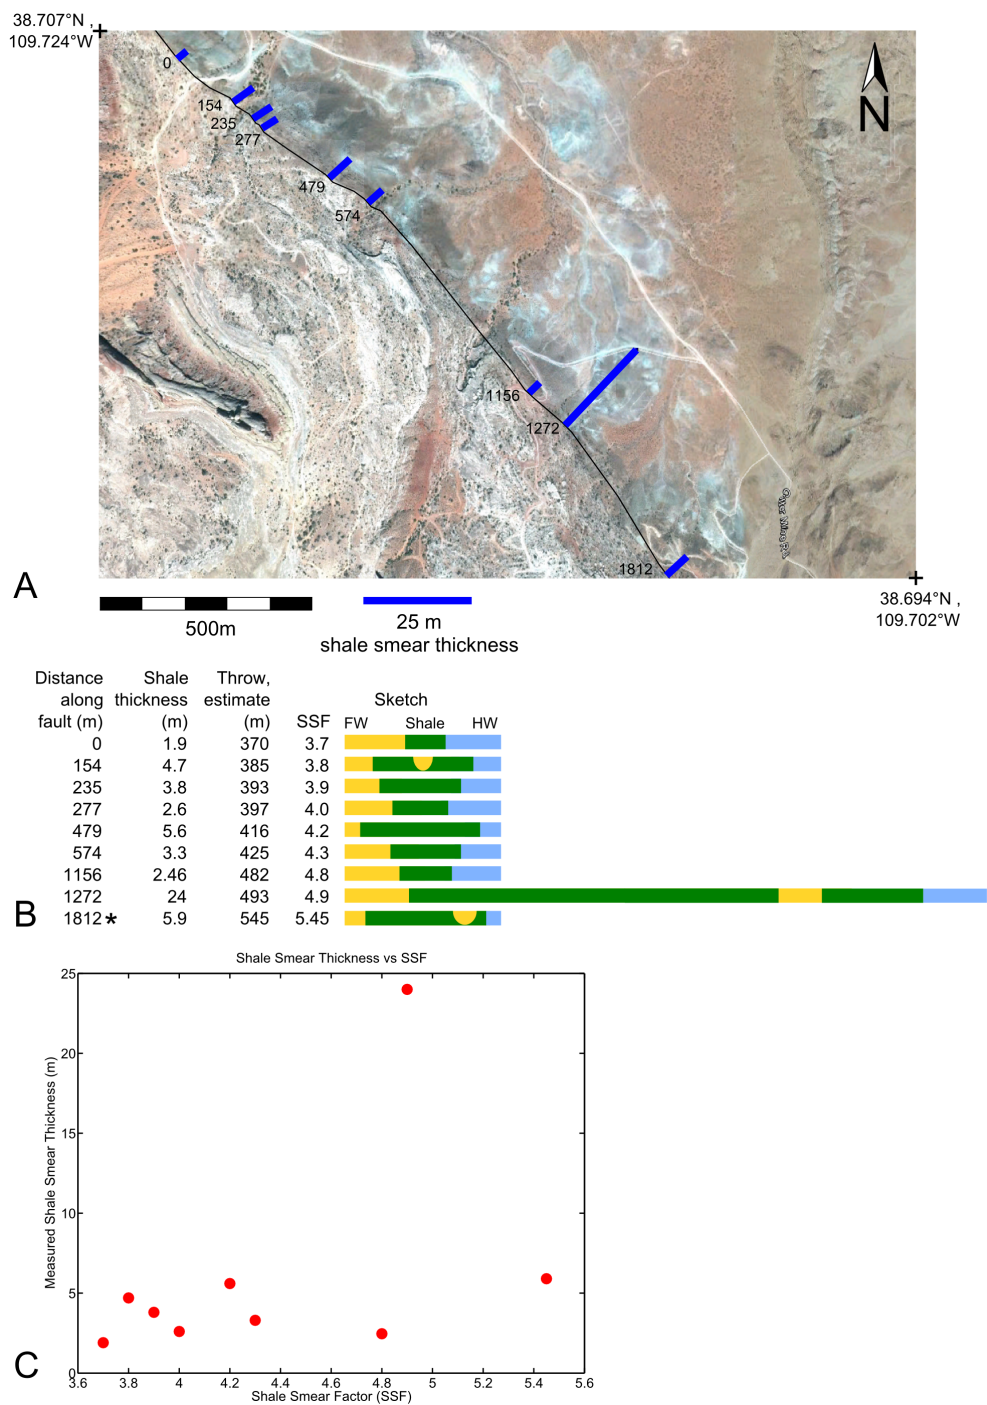 38.707°N ,
109.724°W
N
0
154
235
277
479
574
1156
1272
1812
A
500m
25 m
shale smear thickness
38.694°N ,
109.702°W
Distance along fault (m) Shale thickness (m) Throw, estimate (m) SSF Sketch
FW Shale HW
0 1.9 370 3.7
154 4.7 385 3.8
235 3.8 393 3.9
277 2.6 397 4.0
479 5.6 416 4.2
574 3.3 425 4.3
1156 2.46 482 4.8
1272 24 493 4.9
1812* 5.9 545 5.45
B
Shale Smear Thickness vs SSF
Measured Shale Smear Thickness (m)
25
20
15
10
5
0
3.6 3.8 4 4.2 4.4 4.6 4.8 5 5.2 5.4 5.6
Shale Smear Factor (SSF)
C